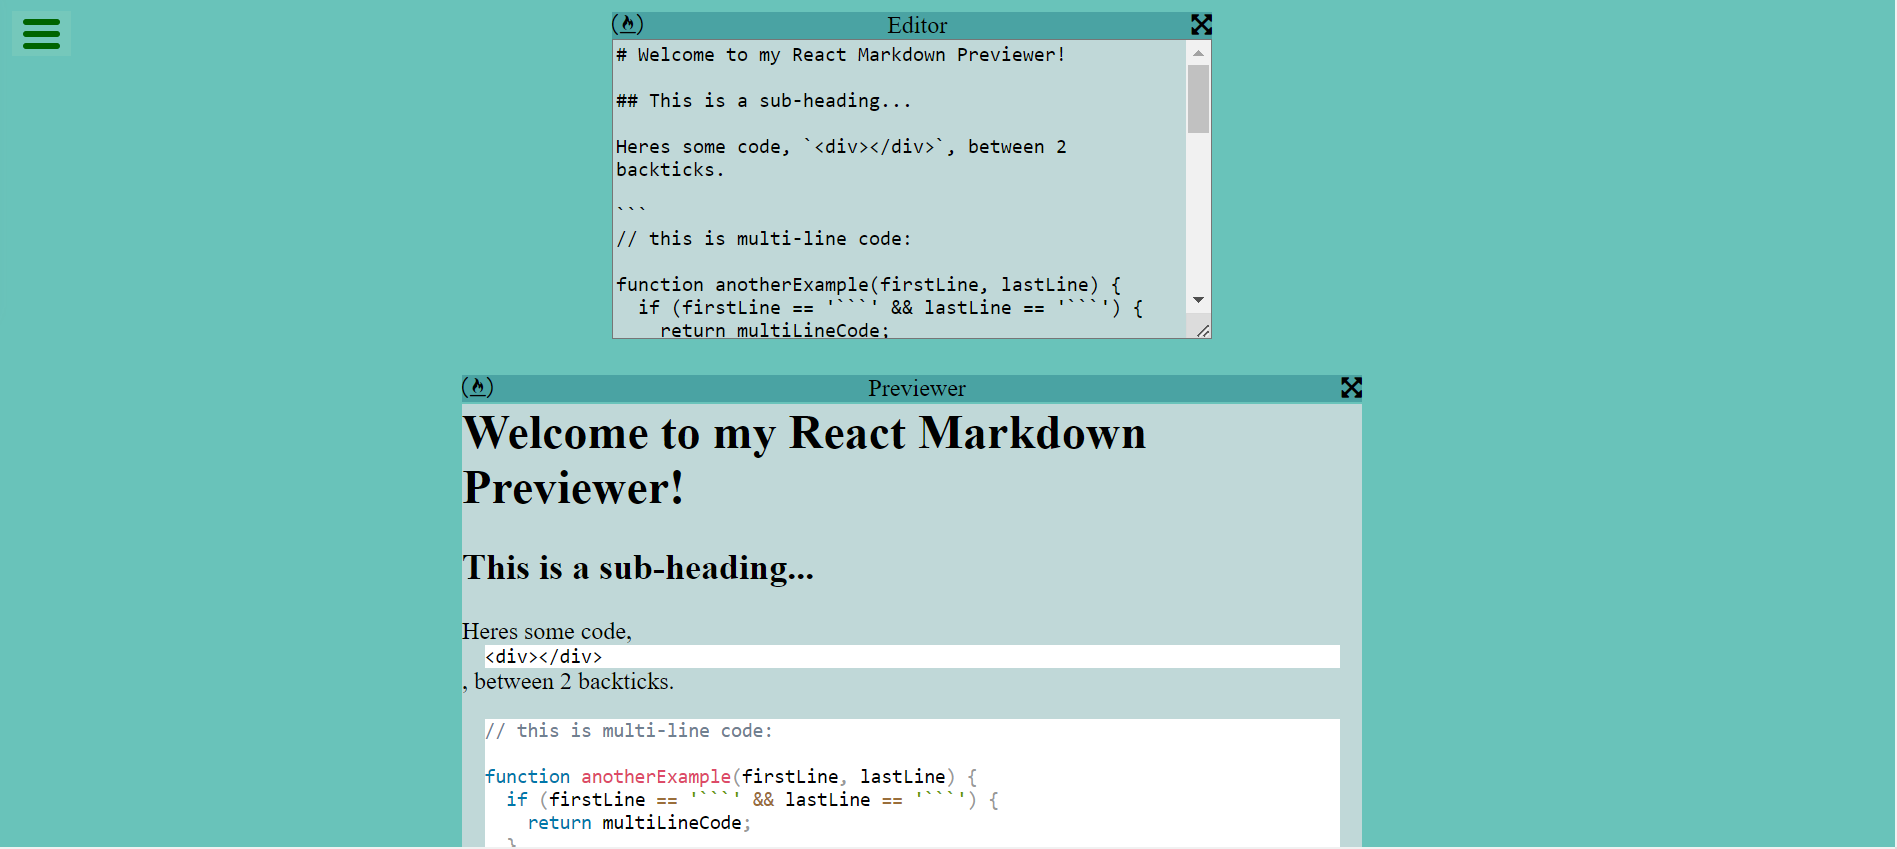 Editor
# Welcome to my React Markdown Previewer!
## This is a sub-heading...
Heres some code, `<div></div>`, between 2
backticks.
```
// this is multi-line code:
function anotherExample(firstLine, lastLine) {
  if (firstLine == '```' && lastLine == '```') {
    return multiLineCode;
Previewer
Welcome to my React Markdown
Previewer!
This is a sub-heading...
Heres some code,
<div></div>
, between 2 backticks.
// this is multi-line code:
function anotherExample(firstLine, lastLine) {
  if (firstLine == '```' && lastLine == '```') {
    return multiLineCode;
  }